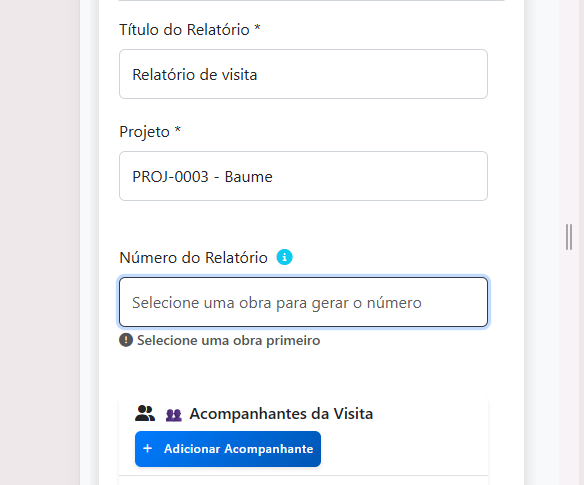 Título do Relatório *
Relatório de visita
Projeto *
PROJ-0003 - Baume
Número do Relatório
Selecione uma obra para gerar o número
Selecione uma obra primeiro
Acompanhantes da Visita
+ Adicionar Acompanhante